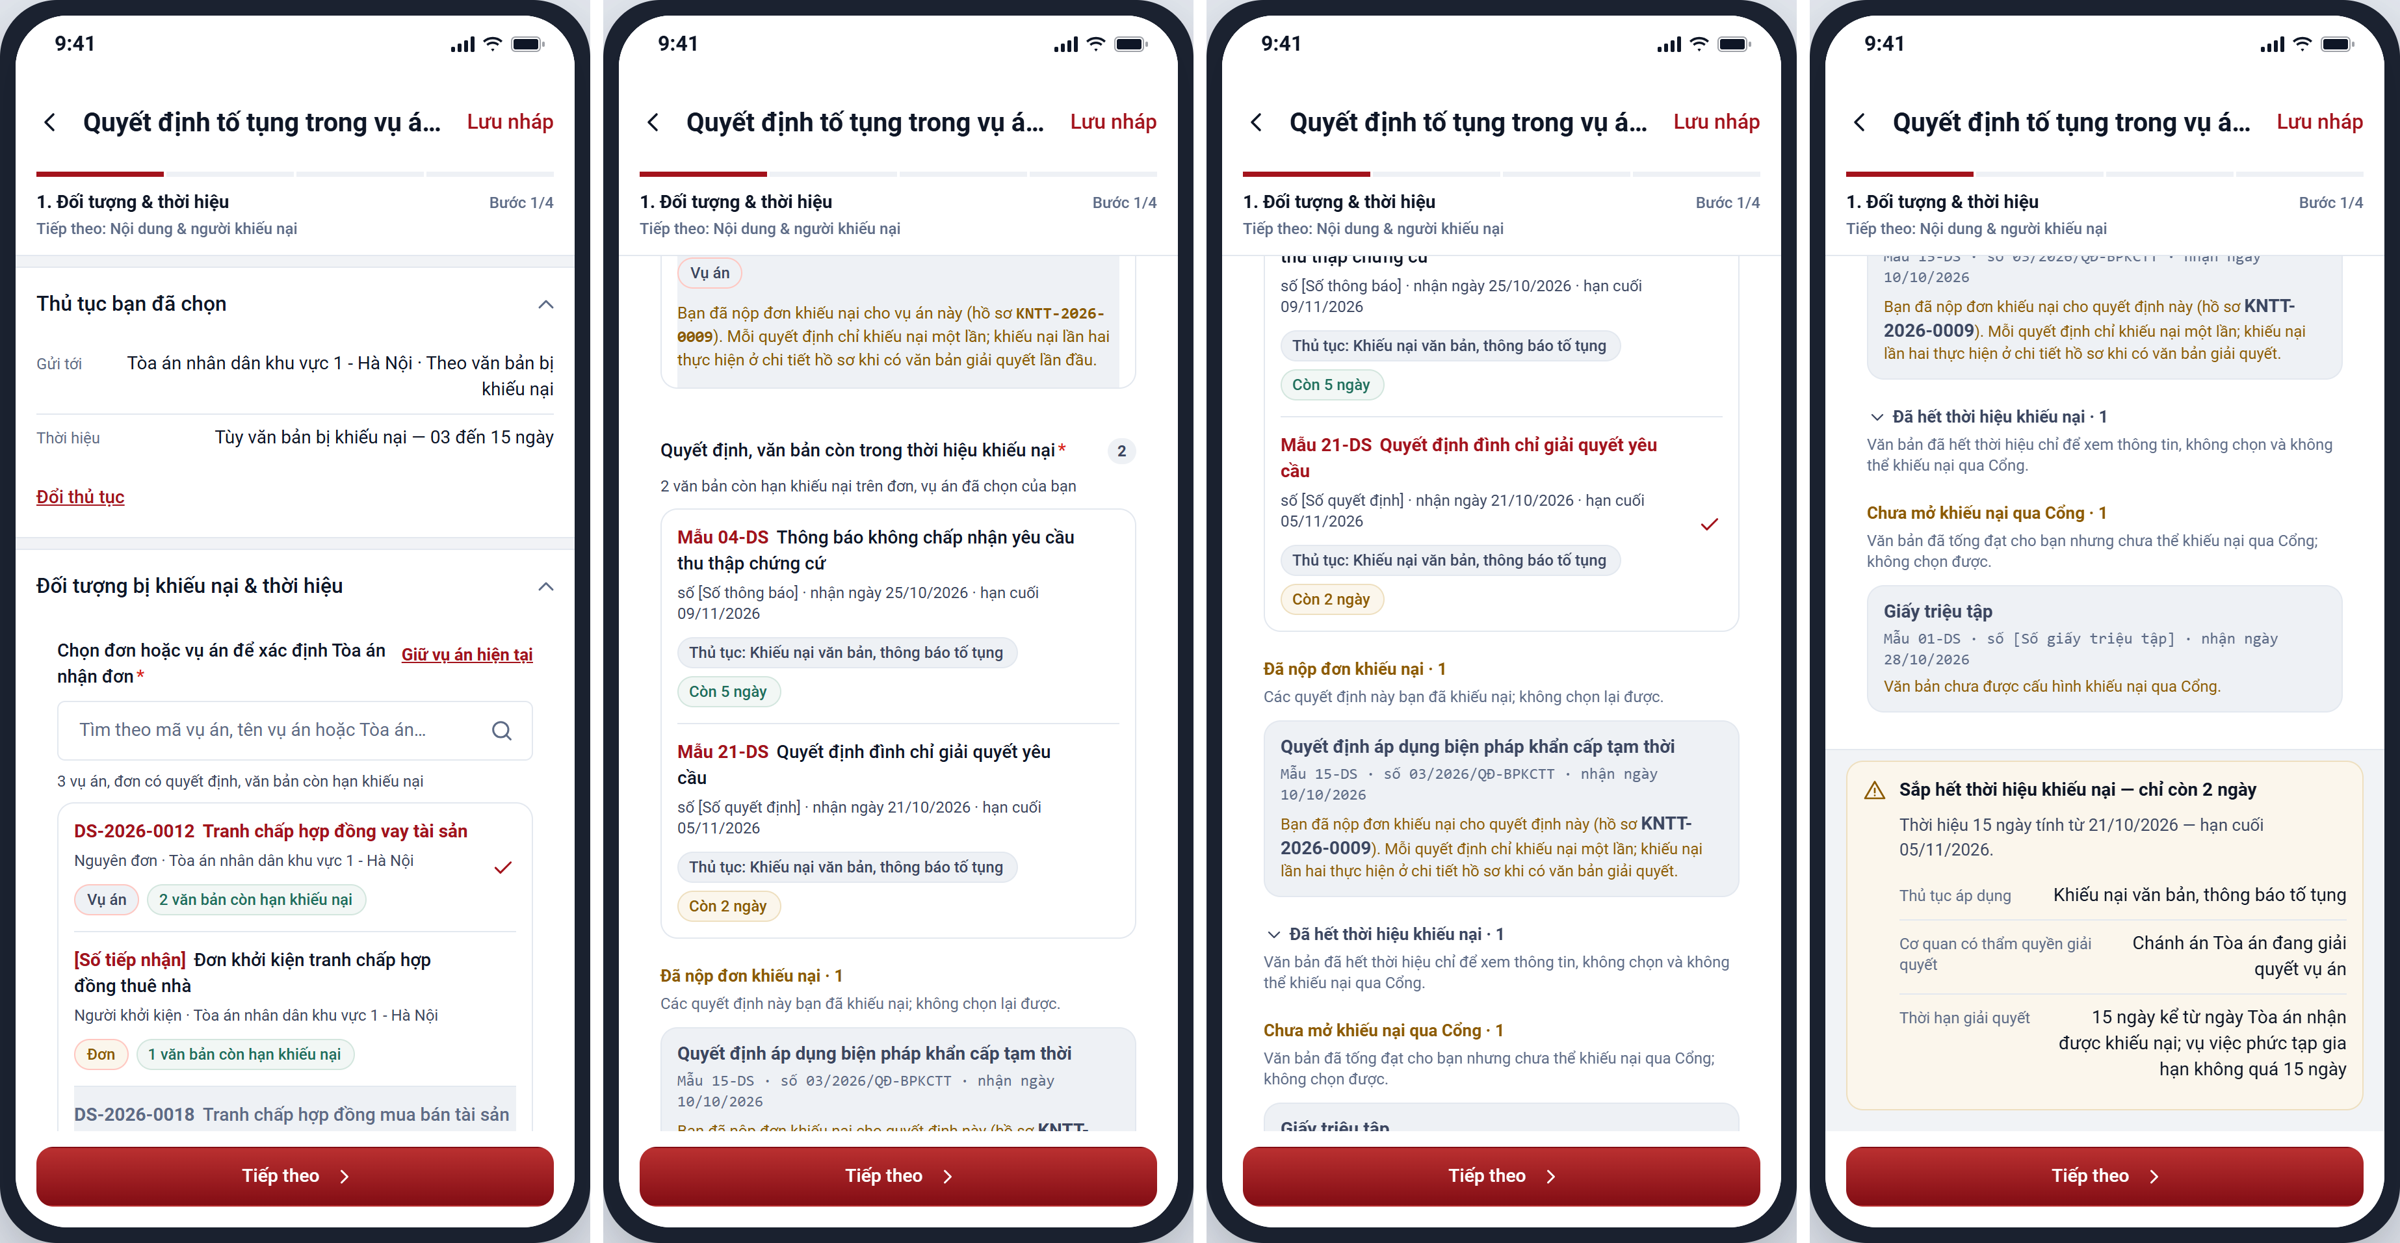 9:41
Quyết định tố tụng trong vụ á...
Lưu nháp
1. Đối tượng & thời hiệu
Bước 1/4
Tiếp theo: Nội dung & người khiếu nại
Thủ tục bạn đã chọn
Gửi tới
Tòa án nhân dân khu vực 1 - Hà Nội · Theo văn bản bị
khiếu nại
Thời hiệu
Tùy văn bản bị khiếu nại — 03 đến 15 ngày
Đổi thủ tục
Đối tượng bị khiếu nại & thời hiệu
Chọn đơn hoặc vụ án để xác định Tòa án
nhận đơn*
Giữ vụ án hiện tại
Tìm theo mã vụ án, tên vụ án hoặc Tòa án...
3 vụ án, đơn có quyết định, văn bản còn hạn khiếu nại
DS-2026-0012 Tranh chấp hợp đồng vay tài sản
Nguyên đơn · Tòa án nhân dân khu vực 1 - Hà Nội
Vụ án
2 văn bản còn hạn khiếu nại
[Số tiếp nhận] Đơn khởi kiện tranh chấp hợp
đồng thuê nhà
Người khởi kiện · Tòa án nhân dân khu vực 1 - Hà Nội
Đơn
1 văn bản còn hạn khiếu nại
DS-2026-0018 Tranh chấp hợp đồng mua bán tài sản
Tiếp theo
9:41
Quyết định tố tụng trong vụ á...
Lưu nháp
1. Đối tượng & thời hiệu
Bước 1/4
Tiếp theo: Nội dung & người khiếu nại
Vụ án
Bạn đã nộp đơn khiếu nại cho vụ án này (hồ sơ KNTT-2026-
0009). Mỗi quyết định chỉ khiếu nại một lần; khiếu nại lần hai
thực hiện ở chi tiết hồ sơ khi có văn bản giải quyết lần đầu.
Quyết định, văn bản còn trong thời hiệu khiếu nại*
2
2 văn bản còn hạn khiếu nại trên đơn, vụ án đã chọn của bạn
Mẫu 04-DS Thông báo không chấp nhận yêu cầu
thu thập chứng cứ
số [Số thông báo] · nhận ngày 25/10/2026 · hạn cuối
09/11/2026
Thủ tục: Khiếu nại văn bản, thông báo tố tụng
Còn 5 ngày
Mẫu 21-DS Quyết định đình chỉ giải quyết yêu
cầu
số [Số quyết định] · nhận ngày 21/10/2026 · hạn cuối
05/11/2026
Thủ tục: Khiếu nại văn bản, thông báo tố tụng
Còn 2 ngày
Đã nộp đơn khiếu nại · 1
Các quyết định này bạn đã khiếu nại; không chọn lại được.
Quyết định áp dụng biện pháp khẩn cấp tạm thời
Mẫu 15-DS · số 03/2026/QĐ-BPKCTT · nhận ngày
10/10/2026
Bạn đã nộp đơn khiếu nại cho quyết định này (hồ sơ KNTT-
Tiếp theo
9:41
Quyết định tố tụng trong vụ á...
Lưu nháp
1. Đối tượng & thời hiệu
Bước 1/4
Tiếp theo: Nội dung & người khiếu nại
thu thập chứng cứ
số [Số thông báo] · nhận ngày 25/10/2026 · hạn cuối
09/11/2026
Thủ tục: Khiếu nại văn bản, thông báo tố tụng
Còn 5 ngày
Mẫu 21-DS Quyết định đình chỉ giải quyết yêu
cầu
số [Số quyết định] · nhận ngày 21/10/2026 · hạn cuối
05/11/2026
Thủ tục: Khiếu nại văn bản, thông báo tố tụng
Còn 2 ngày
Đã nộp đơn khiếu nại · 1
Các quyết định này bạn đã khiếu nại; không chọn lại được.
Quyết định áp dụng biện pháp khẩn cấp tạm thời
Mẫu 15-DS · số 03/2026/QĐ-BPKCTT · nhận ngày
10/10/2026
Bạn đã nộp đơn khiếu nại cho quyết định này (hồ sơ KNTT-
2026-0009). Mỗi quyết định chỉ khiếu nại một lần; khiếu nại
lần hai thực hiện ở chi tiết hồ sơ khi có văn bản giải quyết.
Đã hết thời hiệu khiếu nại · 1
Văn bản đã hết thời hiệu chỉ để xem thông tin, không chọn và không
thể khiếu nại qua Cổng.
Chưa mở khiếu nại qua Cổng · 1
Văn bản đã tống đạt cho bạn nhưng chưa thể khiếu nại qua Cổng;
không chọn được.
Giấy triệu tập
Tiếp theo
9:41
Quyết định tố tụng trong vụ á...
Lưu nháp
1. Đối tượng & thời hiệu
Bước 1/4
Tiếp theo: Nội dung & người khiếu nại
Mẫu 15-DS · số 03/2026/QĐ-BPKCTT · nhận ngày
10/10/2026
Bạn đã nộp đơn khiếu nại cho quyết định này (hồ sơ KNTT-
2026-0009). Mỗi quyết định chỉ khiếu nại một lần; khiếu nại
lần hai thực hiện ở chi tiết hồ sơ khi có văn bản giải quyết.
Đã hết thời hiệu khiếu nại · 1
Văn bản đã hết thời hiệu chỉ để xem thông tin, không chọn và không
thể khiếu nại qua Cổng.
Chưa mở khiếu nại qua Cổng · 1
Văn bản đã tống đạt cho bạn nhưng chưa thể khiếu nại qua Cổng;
không chọn được.
Giấy triệu tập
Mẫu 01-DS · số [Số giấy triệu tập] · nhận ngày
28/10/2026
Văn bản chưa được cấu hình khiếu nại qua Cổng.
Sắp hết thời hiệu khiếu nại — chỉ còn 2 ngày
Thời hiệu 15 ngày tính từ 21/10/2026 — hạn cuối
05/11/2026.
Thủ tục áp dụng
Khiếu nại văn bản, thông báo tố tụng
Cơ quan có thẩm quyền giải
quyết
Chánh án Tòa án đang giải
quyết vụ án
Thời hạn giải quyết
15 ngày kể từ ngày Tòa án nhận
được khiếu nại; vụ việc phức tạp gia
hạn không quá 15 ngày
Tiếp theo